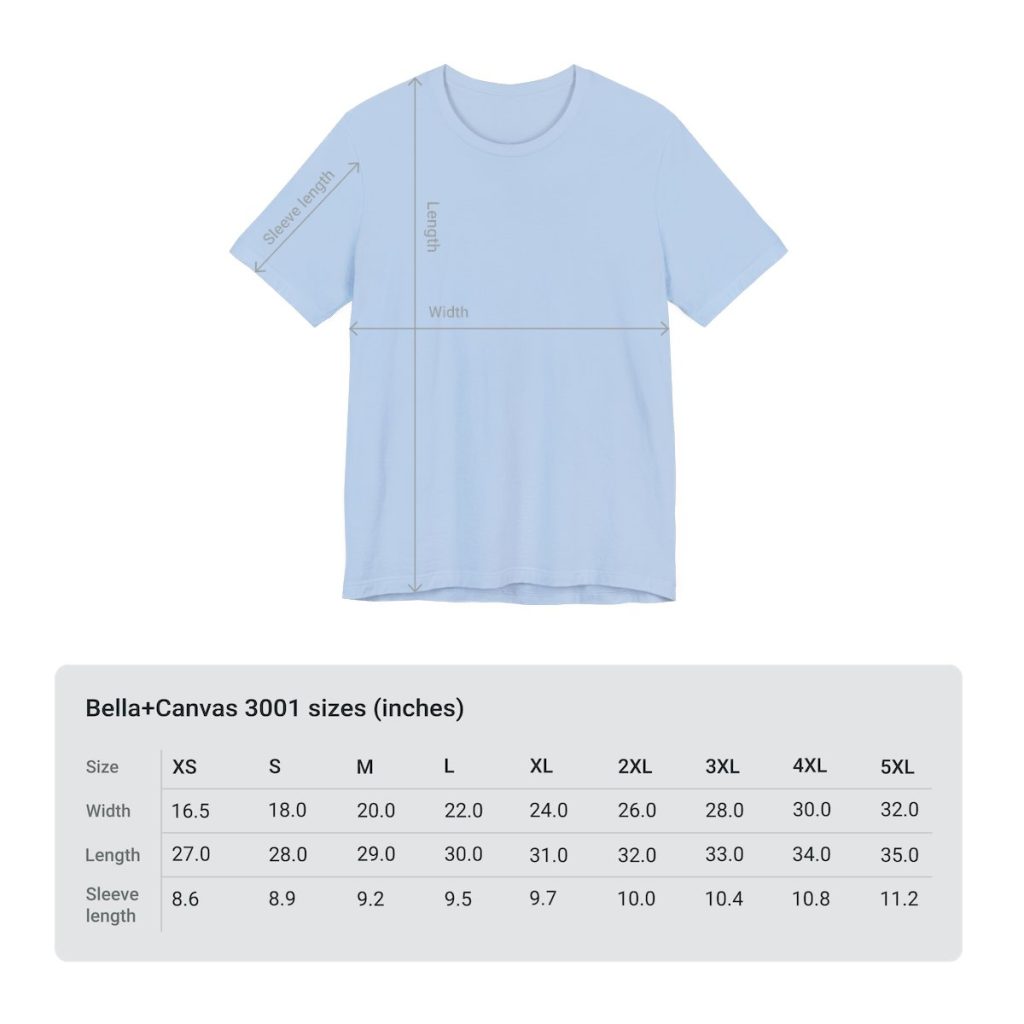 Sleeve length
Length
Width
Bella+Canvas 3001 sizes (inches)
Size XS S M L XL 2XL 3XL 4XL 5XL
Width 16.5 18.0 20.0 22.0 24.0 26.0 28.0 30.0 32.0
Length 27.0 28.0 29.0 30.0 31.0 32.0 33.0 34.0 35.0
Sleeve length 8.6 8.9 9.2 9.5 9.7 10.0 10.4 10.8 11.2